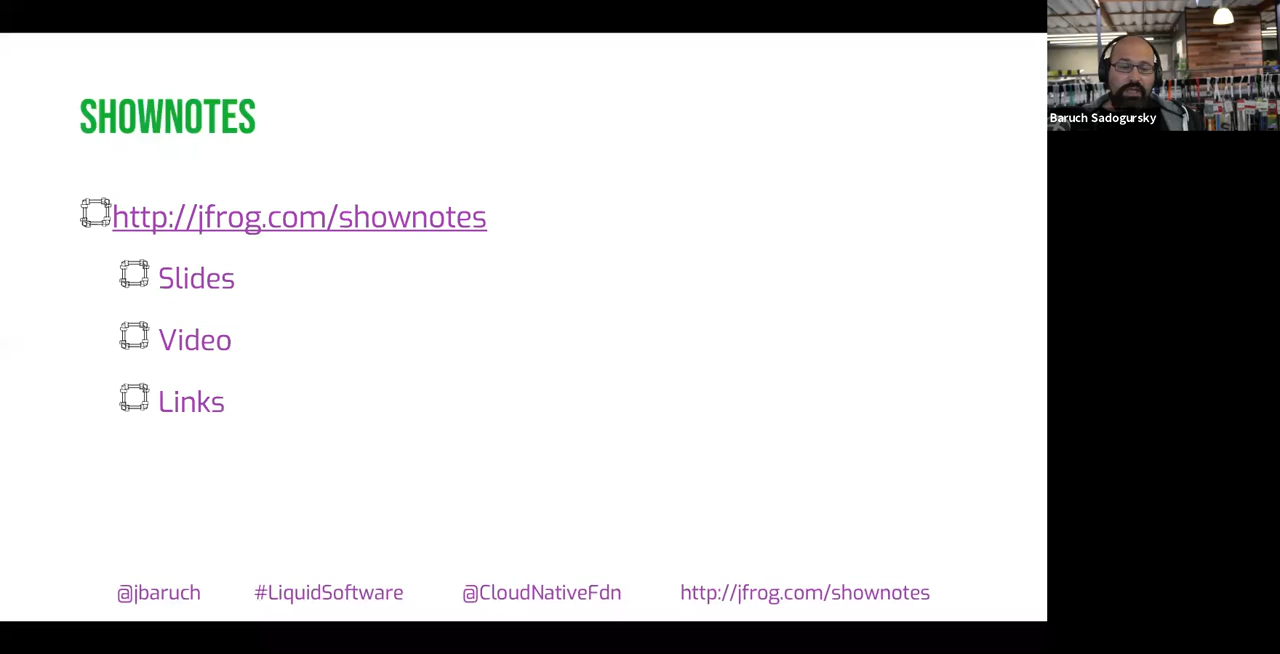 SHOWNOTES
http://jfrog.com/shownotes
Slides
Video
Links
@jbaruch #LiquidSoftware @CloudNativeFdn http://jfrog.com/shownotes
Baruch Sadogursky